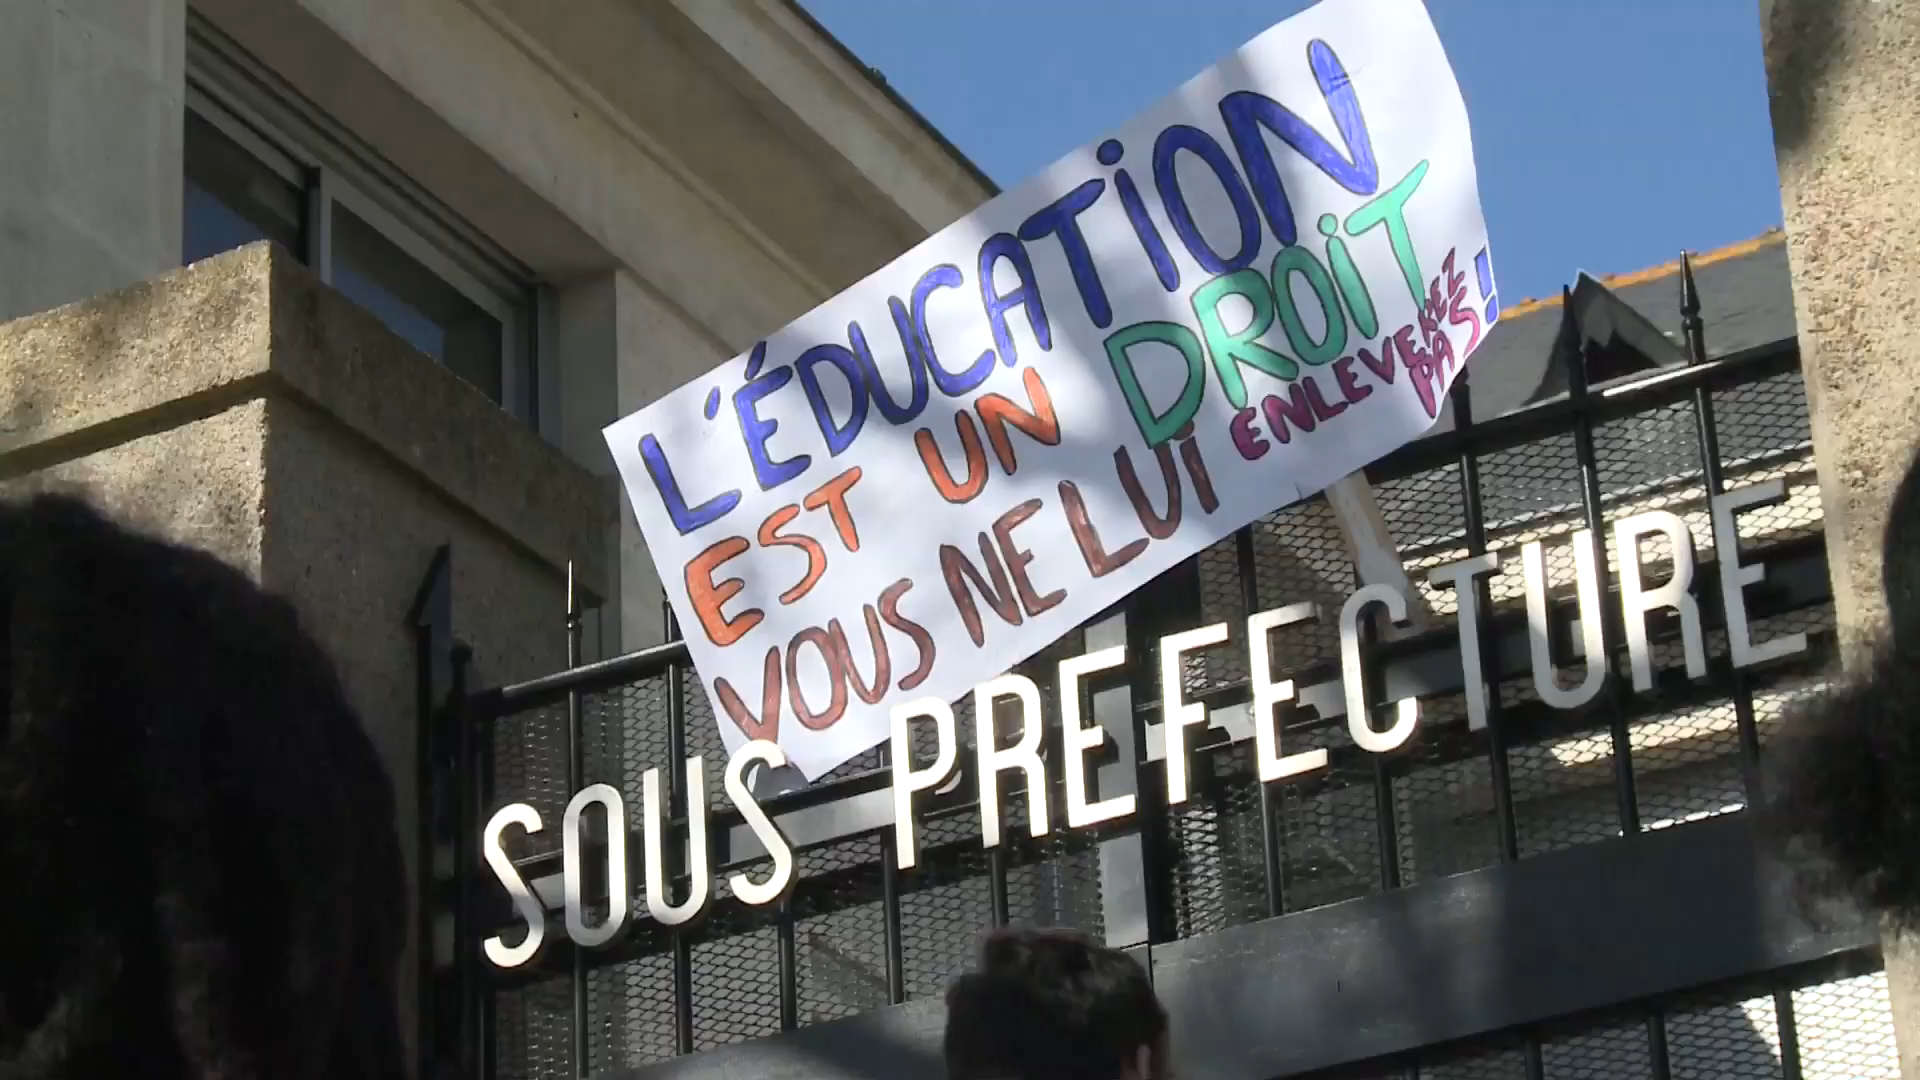 L'ÉDUCATION
EST UN DROIT
VOUS NE LUI ENLEVEREZ
PAS !
SOUS PREFECTURE